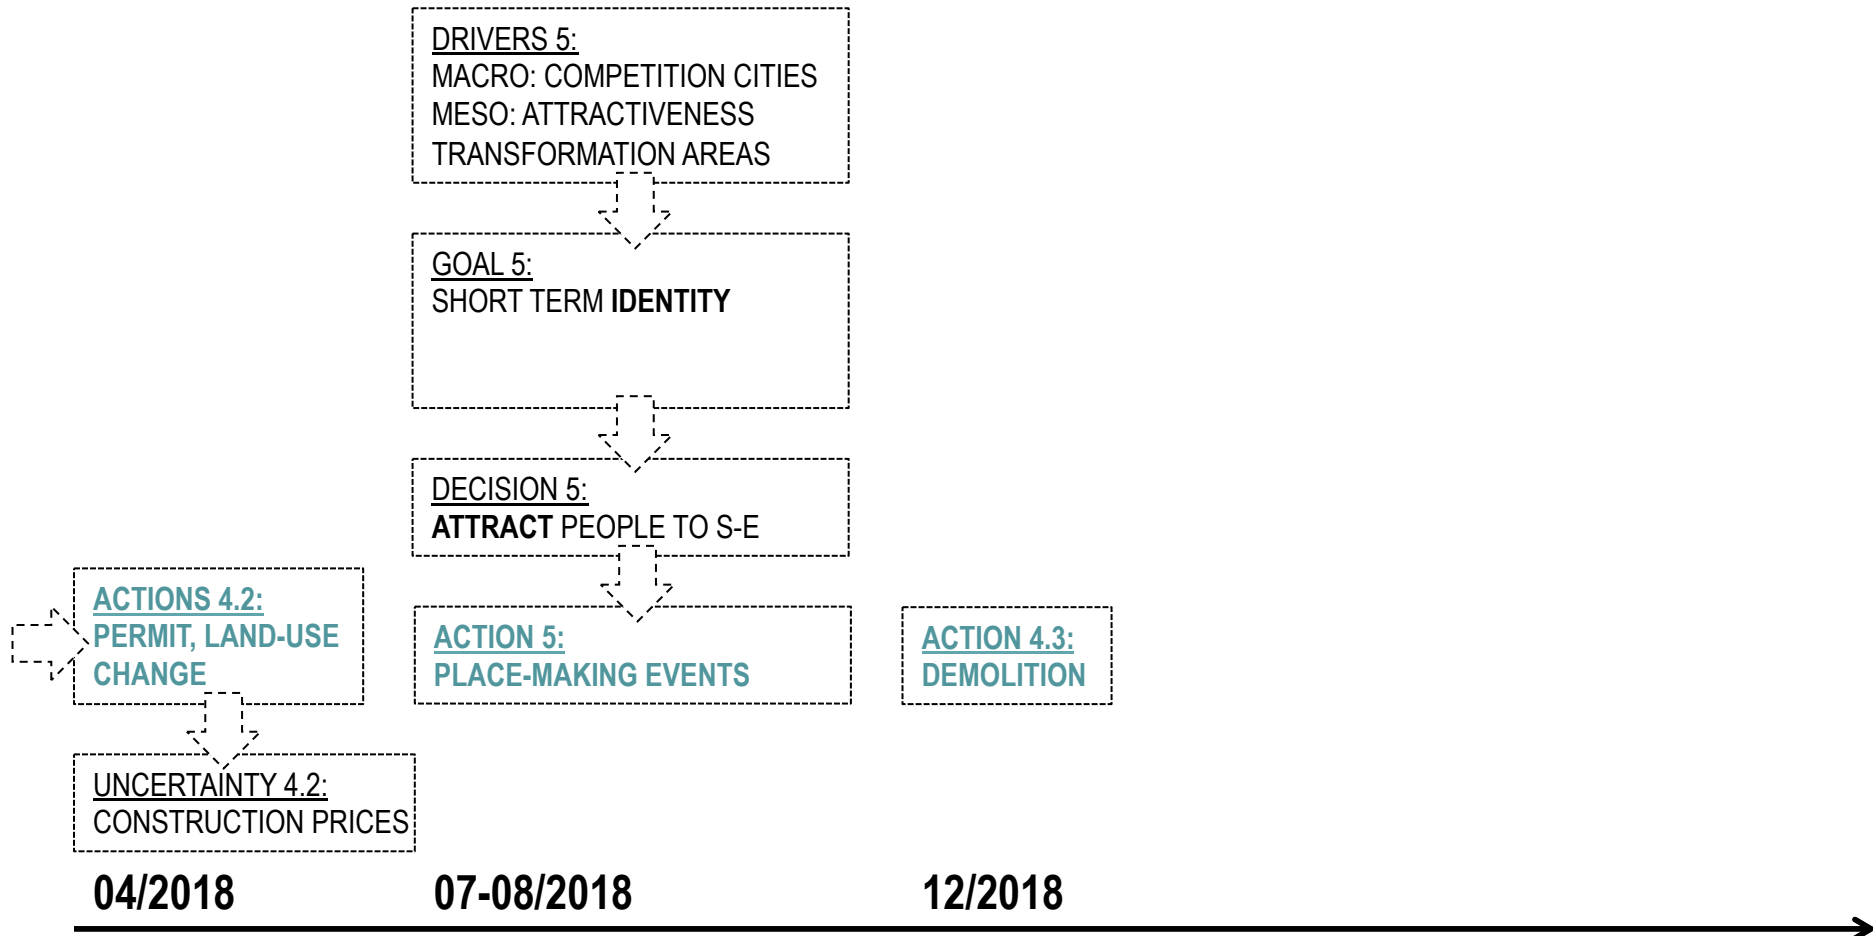 DRIVERS 5:
MACRO: COMPETITION CITIES
MESO: ATTRACTIVENESS
TRANSFORMATION AREAS
GOAL 5:
SHORT TERM IDENTITY
DECISION 5:
ATTRACT PEOPLE TO S-E
ACTIONS 4.2:
PERMIT, LAND-USE
CHANGE
ACTION 5:
PLACE-MAKING EVENTS
ACTION 4.3:
DEMOLITION
UNCERTAINTY 4.2:
CONSTRUCTION PRICES
04/2018
07-08/2018
12/2018